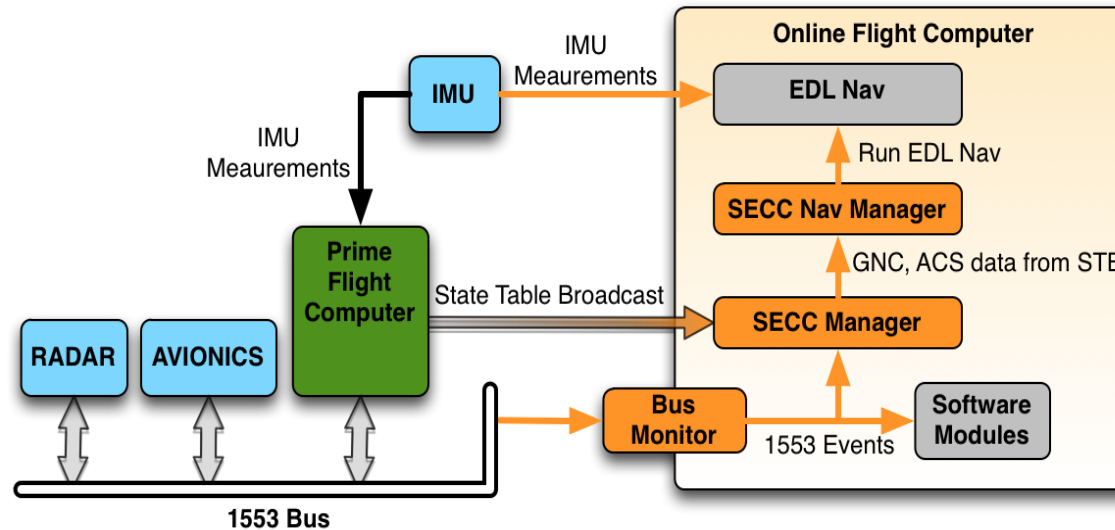 Online Flight Computer
IMU
Meaurements
IMU
EDL Nav
IMU
Meaurements
Run EDL Nav
SECC Nav Manager
Prime
Flight
Computer
GNC, ACS data from STB
State Table Broadcast
SECC Manager
RADAR
AVIONICS
Bus
Monitor
1553 Events
Software
Modules
1553 Bus